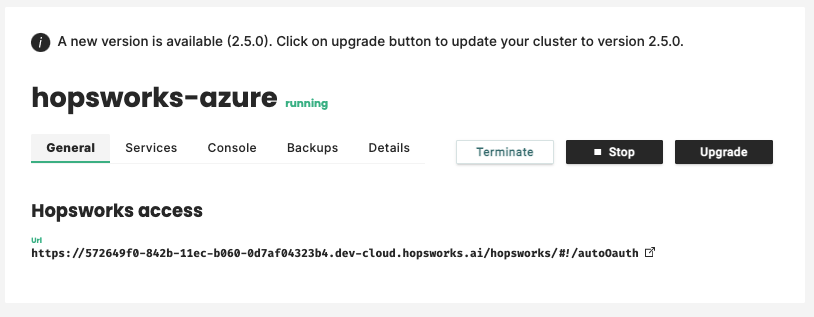 i A new version is available (2.5.0). Click on upgrade button to update your cluster to version 2.5.0.
hopsworks-azure running
General Services Console Backups Details Terminate Stop Upgrade
Hopsworks access
Url
https://572649f0-842b-11ec-b060-0d7af04323b4.dev-cloud.hopsworks.ai/hopsworks/#!/autoOauth